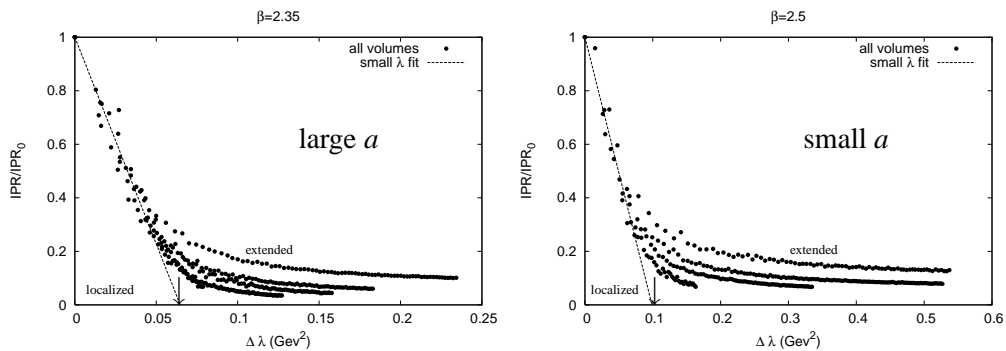 β=2.35
IPR/IPR0
1
0.8
0.6
0.4
0.2
0
all volumes
small λ fit
large a
extended
localized
0 0.05 0.1 0.15 0.2 0.25
Δ λ (Gev²)
β=2.5
IPR/IPR0
1
0.8
0.6
0.4
0.2
0
all volumes
small λ fit
small a
extended
localized
0 0.1 0.2 0.3 0.4 0.5 0.6
Δ λ (Gev²)